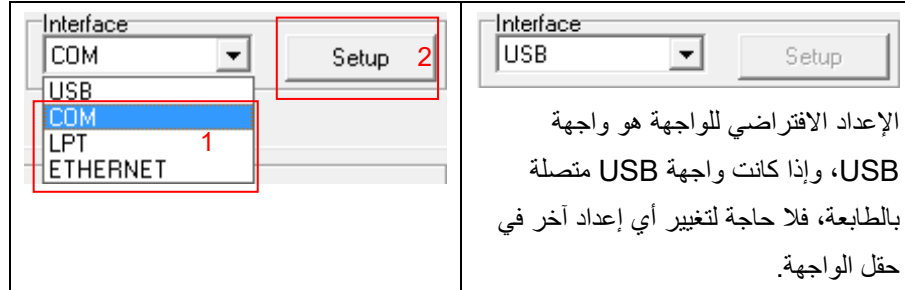 Interface
COM
Setup 2
USB
COM
LPT 1
ETHERNET
Interface
USB Setup
الإعداد الافتراضي للواجهة هو واجهة
USB، وإذا كانت واجهة USB متصلة
بالطابعة، فلا حاجة لتغيير أي إعداد آخر في
حقل الواجهة.